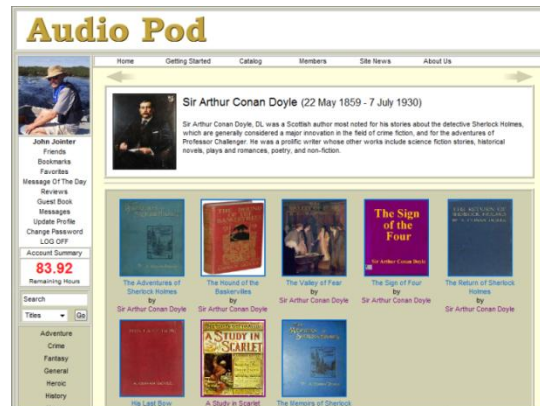 Audio Pod
Home Getting Started Catalog Members Site News About Us
John Jointer
Friends
Bookmarks
Favorites
Message Of The Day
Reviews
Guest Book
Messages
Update Profile
Change Password
LOG OFF
Account Summary
83.92
Remaining Hours
Search
Titles Go
Adventure
Crime
Fantasy
General
Heroic
History
Sir Arthur Conan Doyle (22 May 1859 - 7 July 1930)
Sir Arthur Conan Doyle, DL was a Scottish author most noted for his stories about the detective Sherlock Holmes,
which are generally considered a major innovation in the field of crime fiction, and for the adventures of
Professor Challenger. He was a prolific writer whose other works include science fiction stories, historical
novels, plays and romances, poetry, and non-fiction.
The Sign
of the
Four
Sir Arthur Conan Doyle
The Adventures of
Sherlock Holmes
by
Sir Arthur Conan Doyle
The Hound of the
Baskervilles
by
Sir Arthur Conan Doyle
The Valley of Fear
by
Sir Arthur Conan Doyle
The Sign of Four
by
Sir Arthur Conan Doyle
The Return of Sherlock
Holmes
by
Sir Arthur Conan Doyle
A STUDY IN
SCARLET
His Last Bow
A Study in Scarlet
The Memoirs of Sherlock